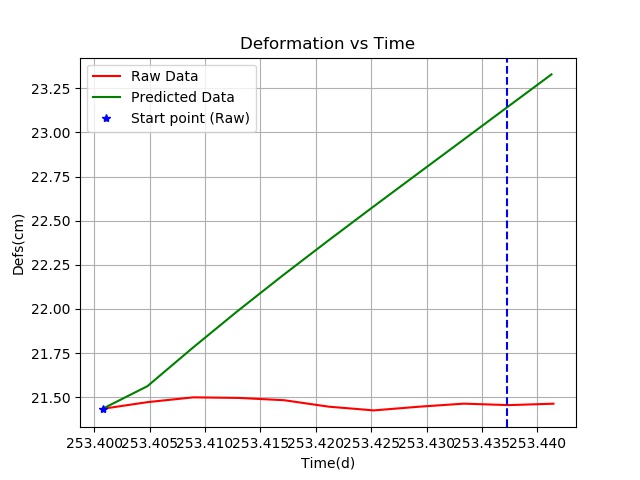 Deformation vs Time
Raw Data
Predicted Data
Start point (Raw)
Defs(cm)
23.25
23.00
22.75
22.50
22.25
22.00
21.75
21.50
253.400 253.405 253.410 253.415 253.420 253.425 253.430 253.435 253.440
Time(d)